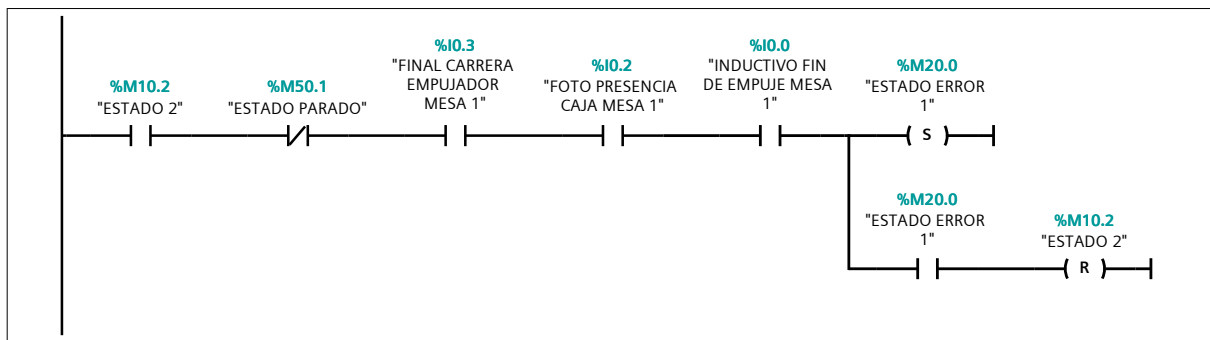 %M10.2
"ESTADO 2"
%M50.1
"ESTADO PARADO"
%I0.3
"FINAL CARRERA
EMPUJADOR
MESA 1"
%I0.2
"FOTO PRESENCIA
CAJA MESA 1"
%I0.0
"INDUCTIVO FIN
DE EMPUJE MESA
1"
%M20.0
"ESTADO ERROR
1"
S
%M20.0
"ESTADO ERROR
1"
%M10.2
"ESTADO 2"
R